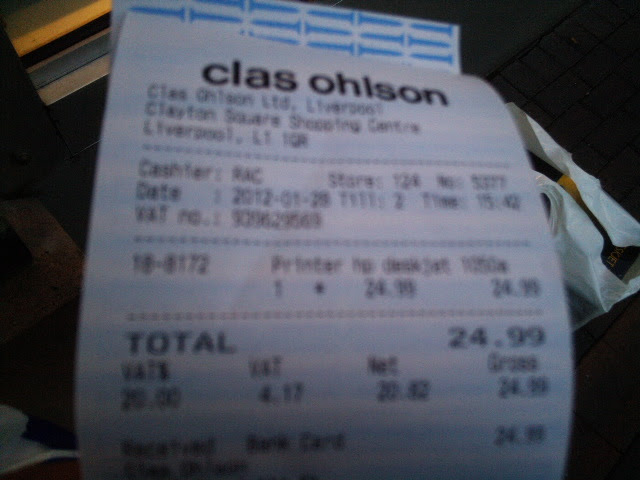 clas ohlson
Clas Ohlson Ltd, Liverpool
Clayton Square Shopping Centre
Liverpool, L1 1QR
Cashier: RAC Store: 124 No: 5377
Date : 2012-01-28 Till: 2 Time: 15:42
VAT no.: 939629569
18-8172 Printer hp deskjet 1050a
1 * 24.99 24.99
TOTAL 24.99
VAT% VAT Net Gross
20.00 4.17 20.82 24.99
Received Bank Card 24.99
Clas Ohlson